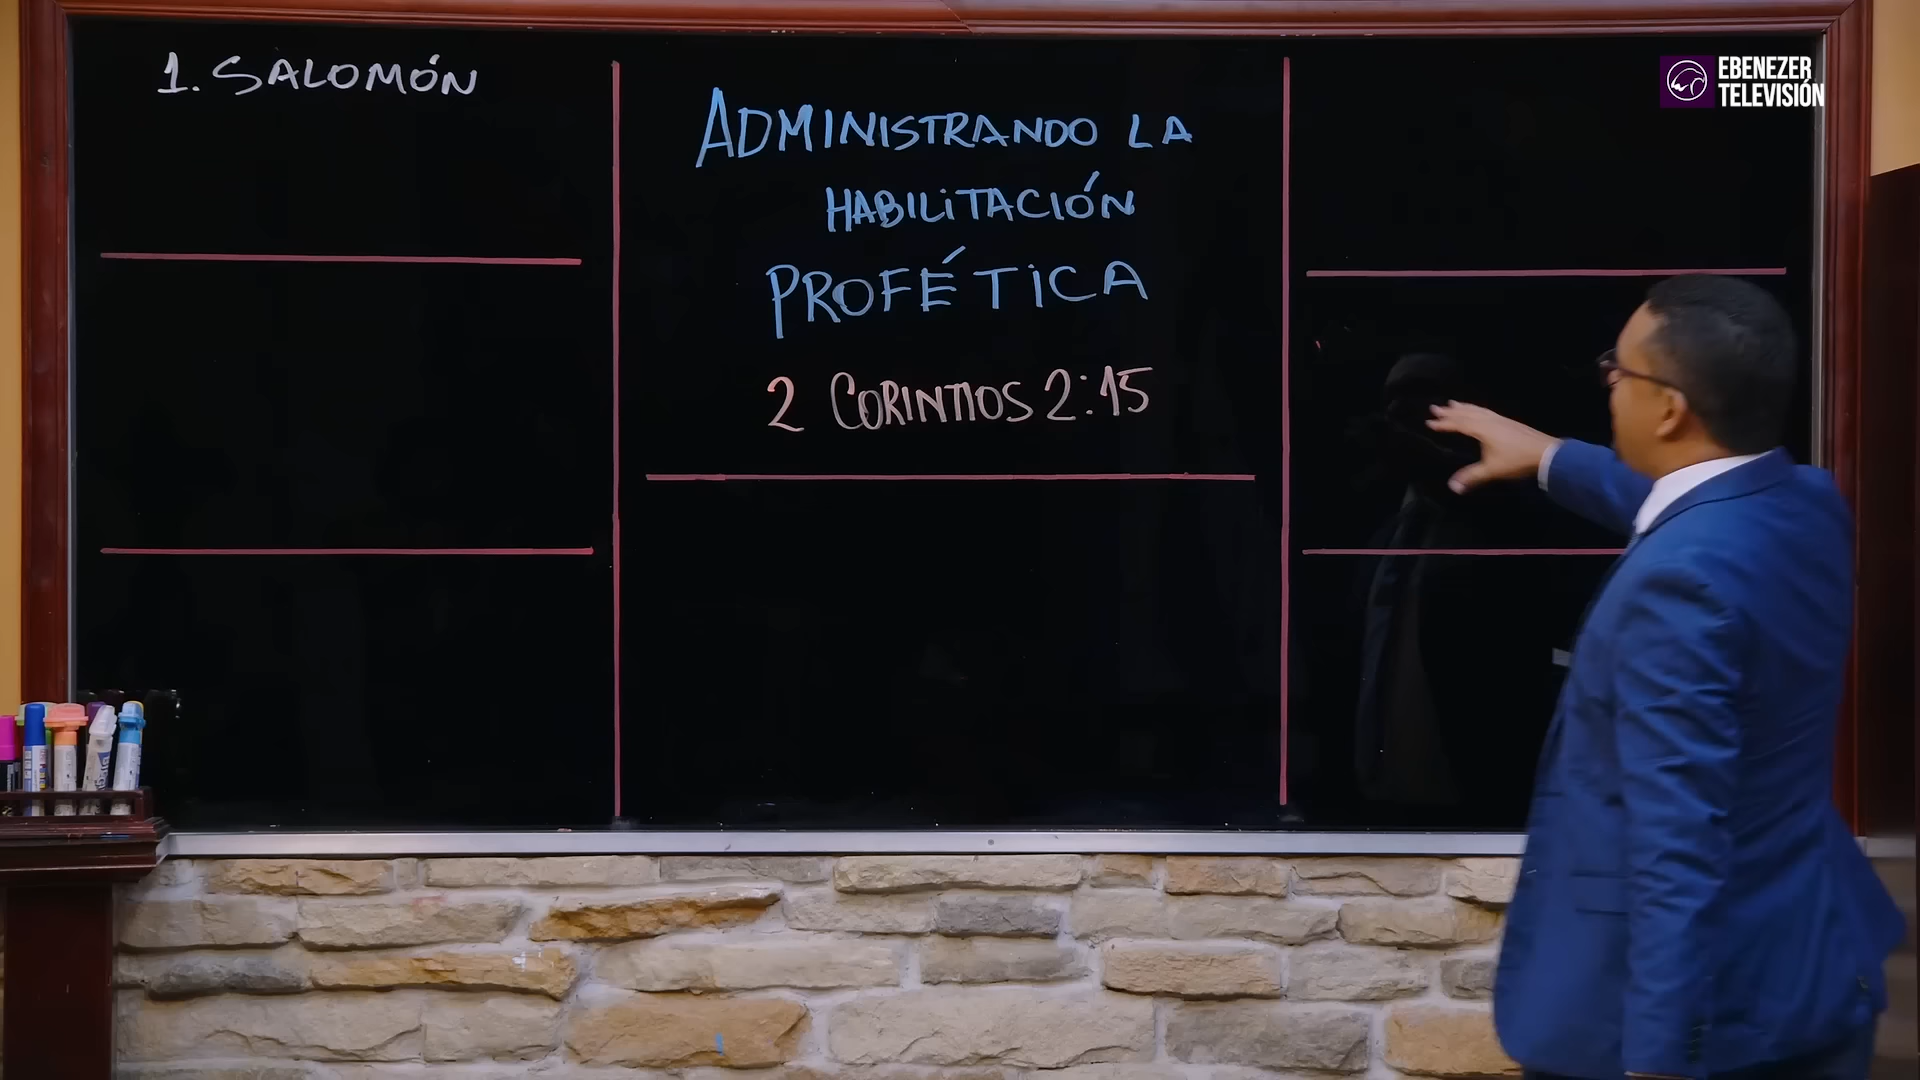 1. SALOMÓN
ADMINISTRANDO LA
HABILITACIÓN
PROFÉTICA
2 CORINTIOS 2:15
EBENEZER
TELEVISIÓN